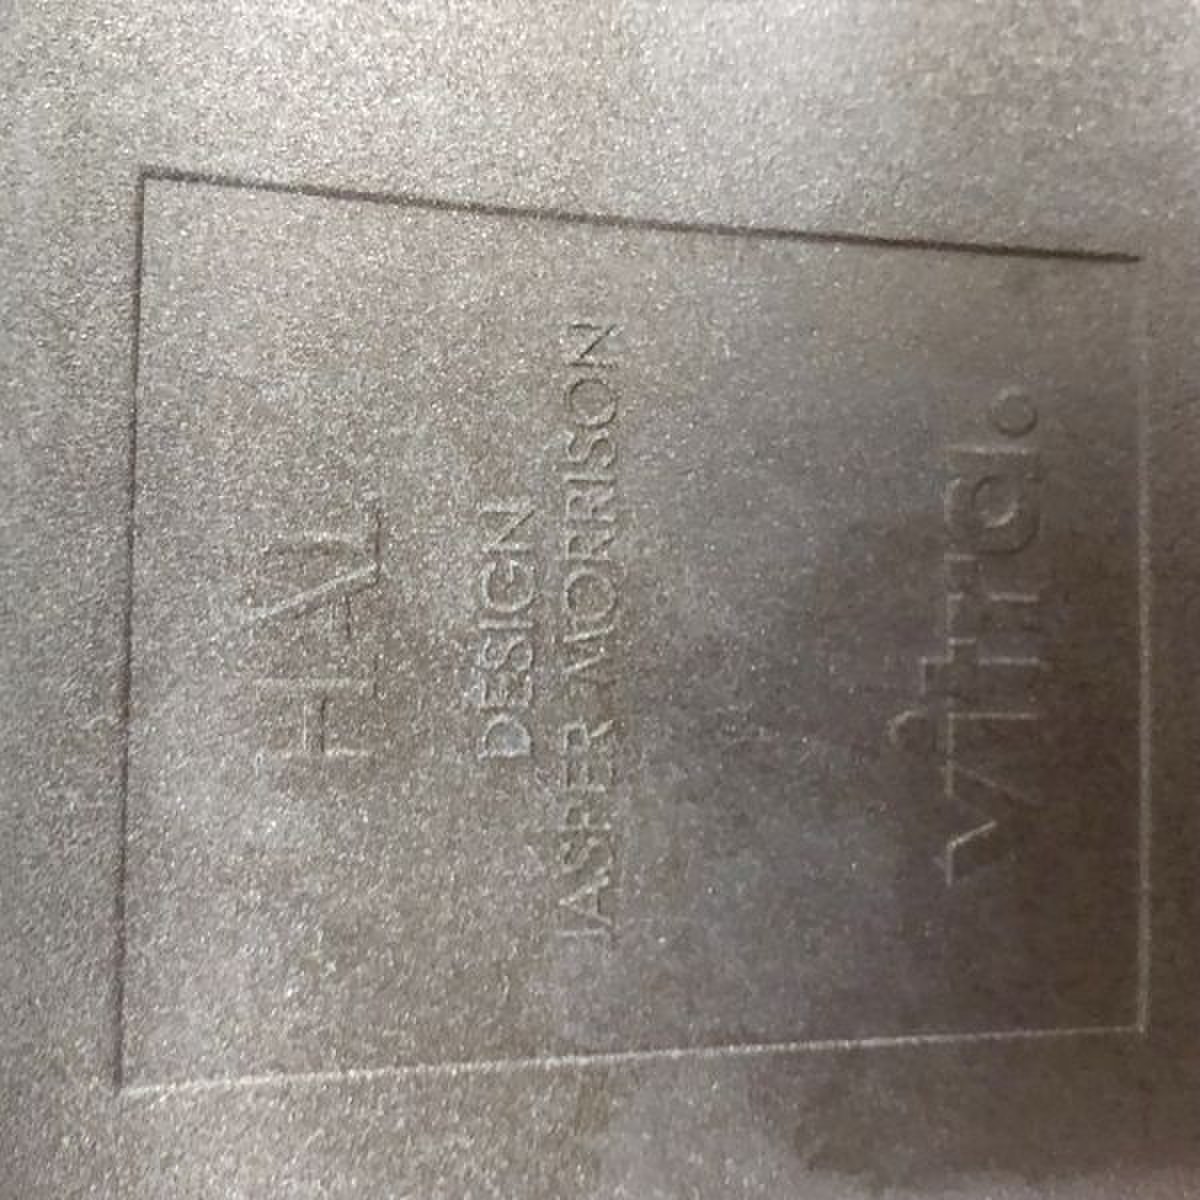 HAL
DESIGN
JASPER MORRISON
vitra.